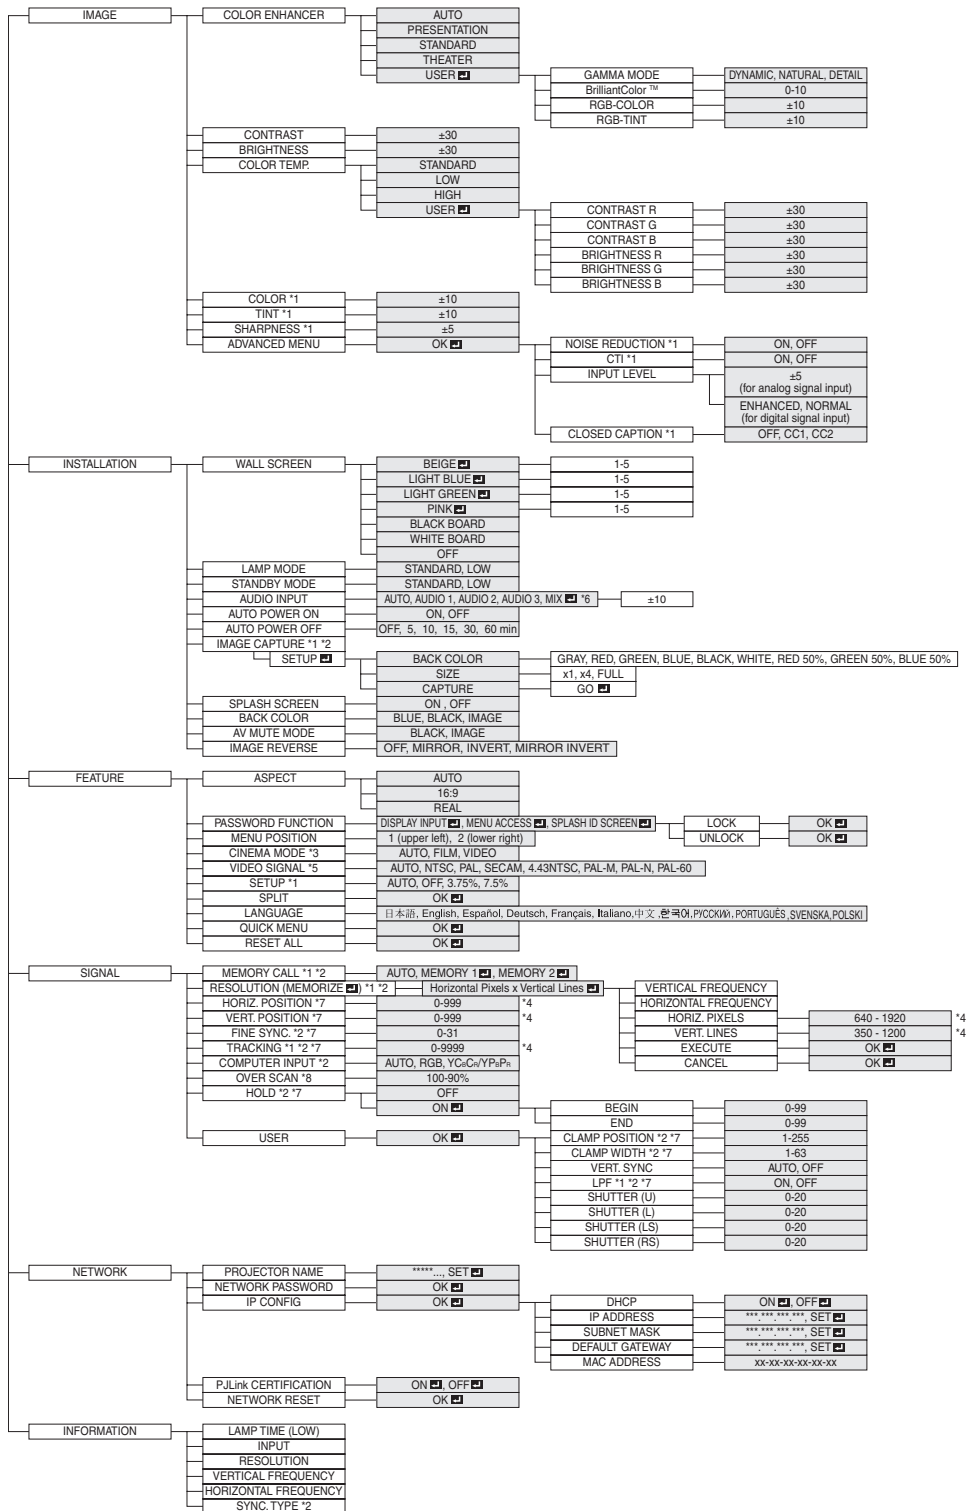 IMAGE COLOR ENHANCER AUTO
PRESENTATION
STANDARD
THEATER
USER GAMMA MODE DYNAMIC, NATURAL, DETAIL
BrilliantColor ™ 0-10
RGB-COLOR ±10
RGB-TINT ±10
CONTRAST ±30
BRIGHTNESS ±30
COLOR TEMP. STANDARD
LOW
HIGH
USER CONTRAST R ±30
CONTRAST G ±30
CONTRAST B ±30
BRIGHTNESS R ±30
BRIGHTNESS G ±30
BRIGHTNESS B ±30
COLOR *1 ±10
TINT *1 ±10
SHARPNESS *1 ±5
ADVANCED MENU OK NOISE REDUCTION *1 ON, OFF
CTI *1 ON, OFF
INPUT LEVEL ±5
(for analog signal input)
ENHANCED, NORMAL
(for digital signal input)
CLOSED CAPTION *1 OFF, CC1, CC2
INSTALLATION WALL SCREEN BEIGE 1-5
LIGHT BLUE 1-5
LIGHT GREEN 1-5
PINK 1-5
BLACK BOARD
WHITE BOARD
OFF
LAMP MODE STANDARD, LOW
STANDBY MODE STANDARD, LOW
AUDIO INPUT AUTO, AUDIO 1, AUDIO 2, AUDIO 3, MIX *6 ±10
AUTO POWER ON ON, OFF
AUTO POWER OFF OFF, 5, 10, 15, 30, 60 min
IMAGE CAPTURE *1 *2
SETUP BACK COLOR GRAY, RED, GREEN, BLUE, BLACK, WHITE, RED 50%, GREEN 50%, BLUE 50%
SIZE x1, x4, FULL
CAPTURE GO
SPLASH SCREEN ON , OFF
BACK COLOR BLUE, BLACK, IMAGE
AV MUTE MODE BLACK, IMAGE
IMAGE REVERSE OFF, MIRROR, INVERT, MIRROR INVERT
FEATURE ASPECT AUTO
16:9
REAL
PASSWORD FUNCTION DISPLAY INPUT, MENU ACCESS, SPLASH ID SCREEN LOCK OK
UNLOCK OK
MENU POSITION 1 (upper left), 2 (lower right)
CINEMA MODE *3 AUTO, FILM, VIDEO
VIDEO SIGNAL *5 AUTO, NTSC, PAL, SECAM, 4.43NTSC, PAL-M, PAL-N, PAL-60
SETUP *1 AUTO, OFF, 3.75%, 7.5%
SPLIT OK
LANGUAGE 日本語, English, Español, Deutsch, Français, Italiano, 中文, 한국어, РУССКИЙ, PORTUGUÊS, SVENSKA, POLSKI
QUICK MENU OK
RESET ALL OK
SIGNAL MEMORY CALL *1 *2 AUTO, MEMORY 1, MEMORY 2
RESOLUTION (MEMORIZE) *1 *2 Horizontal Pixels x Vertical Lines VERTICAL FREQUENCY
HORIZONTAL FREQUENCY
HORIZ. POSITION *7 0-999 *4 HORIZ. PIXELS 640 - 1920 *4
VERT. POSITION *7 0-999 *4 VERT. LINES 350 - 1200 *4
FINE SYNC. *2 *7 0-31 EXECUTE OK
TRACKING *1 *2 *7 0-9999 *4 CANCEL OK
COMPUTER INPUT *2 AUTO, RGB, YCBCR/YPBPR
OVER SCAN *8 100-90%
HOLD *2 *7 OFF
ON BEGIN 0-99
END 0-99
USER OK CLAMP POSITION *2 *7 1-255
CLAMP WIDTH *2 *7 1-63
VERT. SYNC AUTO, OFF
LPF *1 *2 *7 ON, OFF
SHUTTER (U) 0-20
SHUTTER (L) 0-20
SHUTTER (LS) 0-20
SHUTTER (RS) 0-20
NETWORK PROJECTOR NAME *****..., SET
NETWORK PASSWORD OK
IP CONFIG OK DHCP ON, OFF
IP ADDRESS ***.***.***.***, SET
SUBNET MASK ***.***.***.***, SET
DEFAULT GATEWAY ***.***.***.***, SET
MAC ADDRESS xx-xx-xx-xx-xx-xx
PJLink CERTIFICATION ON, OFF
NETWORK RESET OK
INFORMATION LAMP TIME (LOW)
INPUT
RESOLUTION
VERTICAL FREQUENCY
HORIZONTAL FREQUENCY
SYNC. TYPE *2